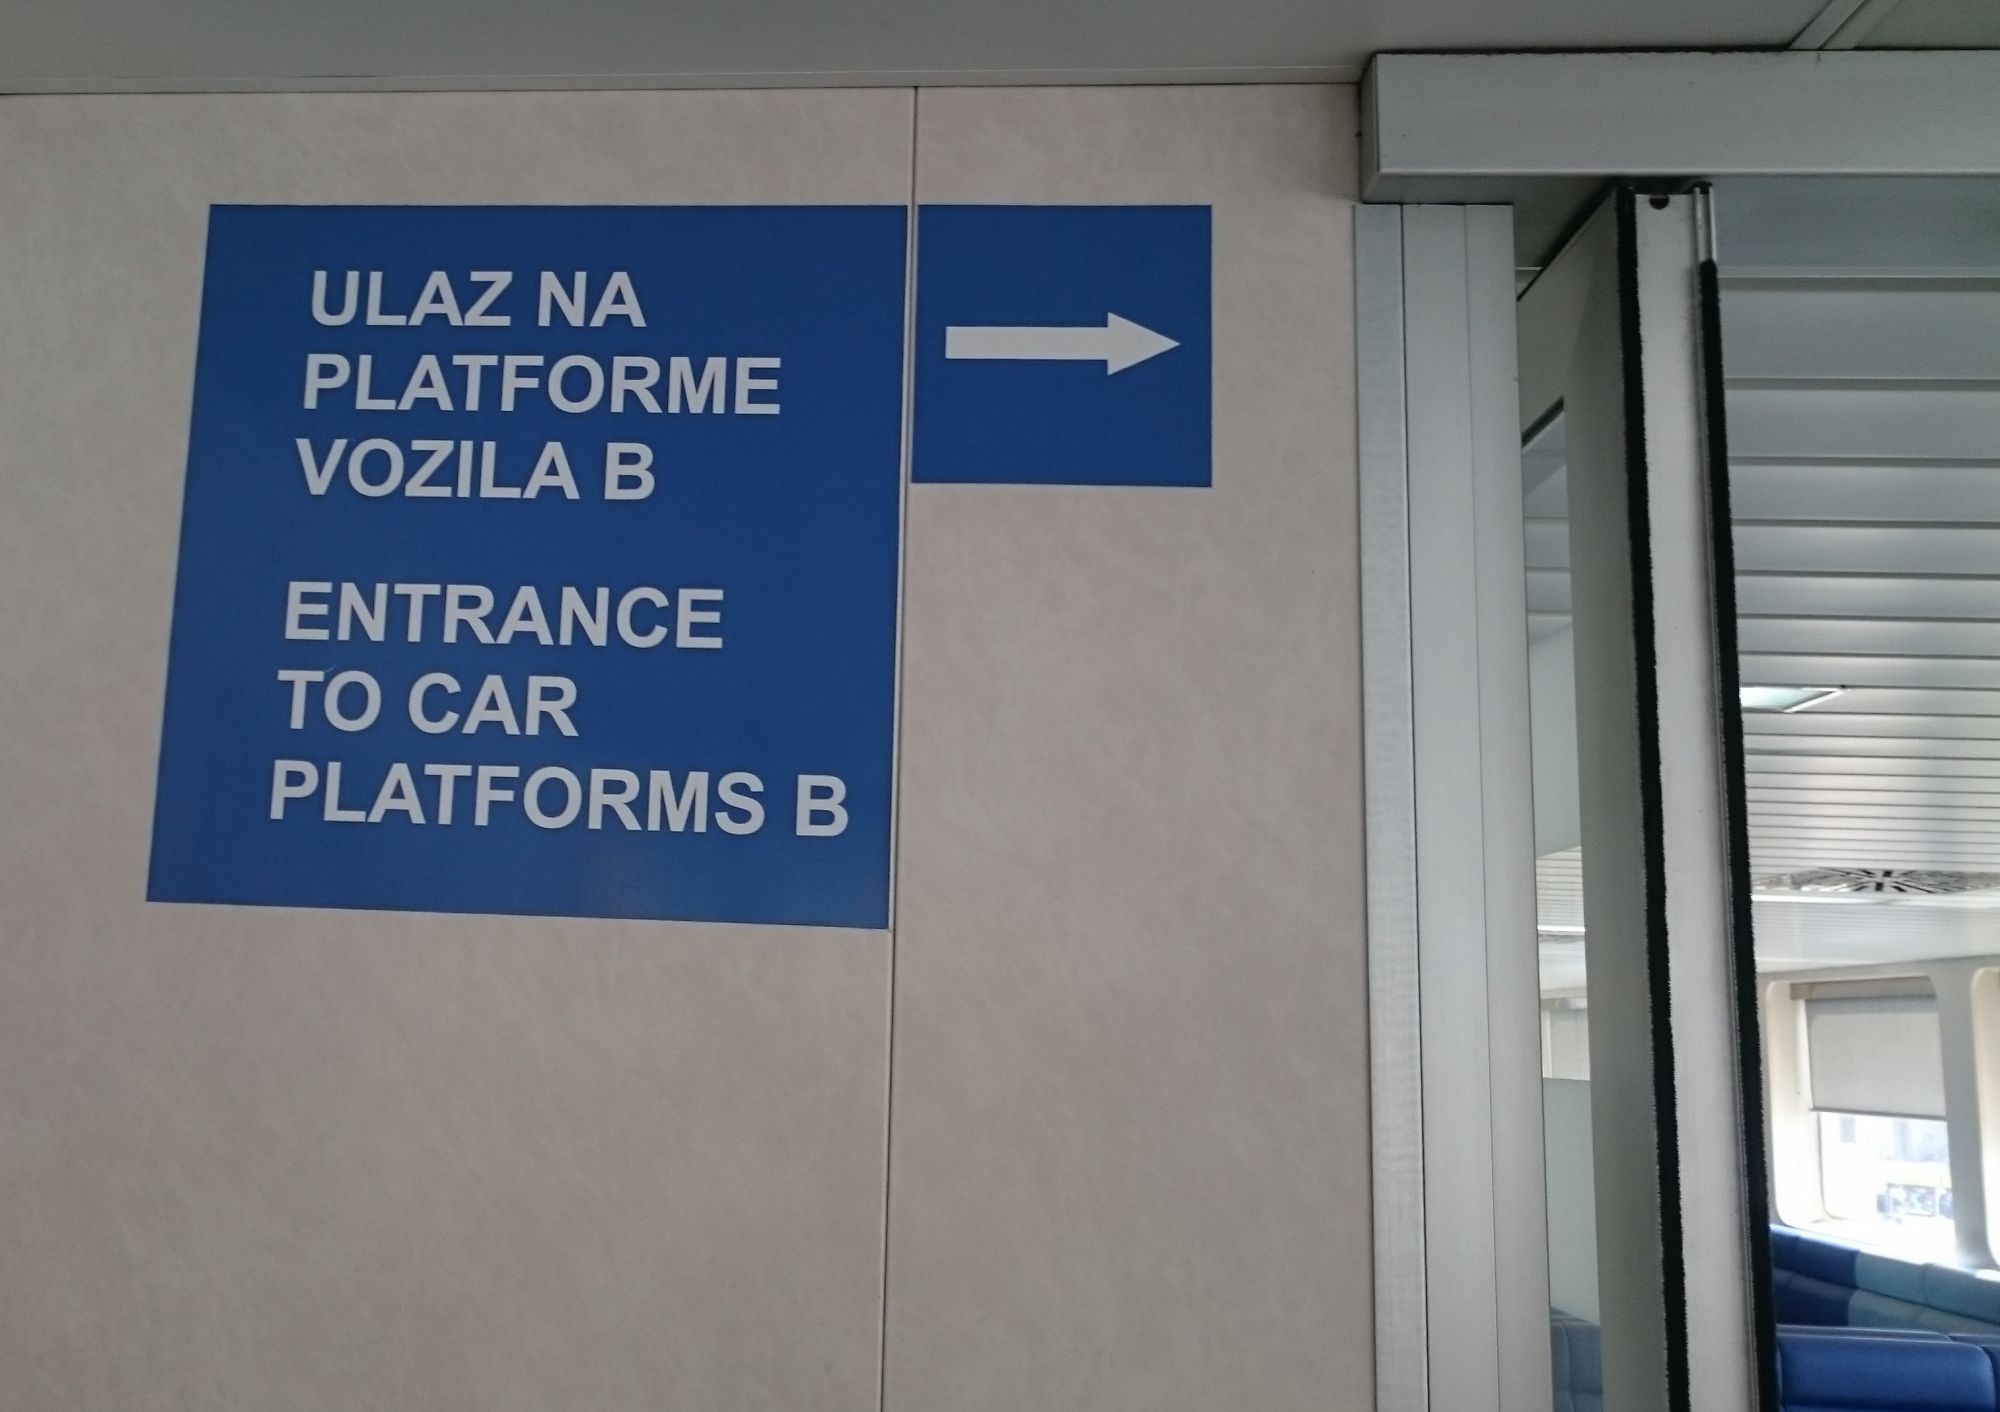 ULAZ NA
PLATFORME
VOZILA B
ENTRANCE
TO CAR
PLATFORMS B